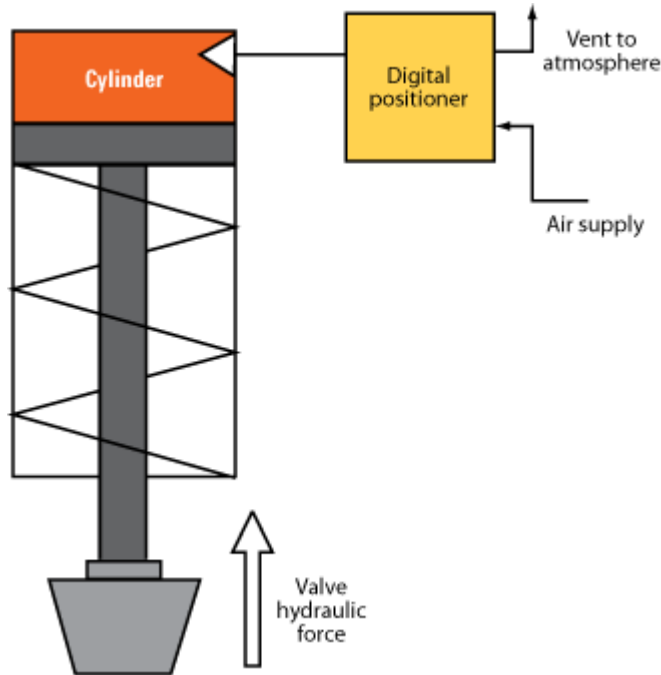 Cylinder
Digital
positioner
Vent to
atmosphere
Air supply
Valve
hydraulic
force